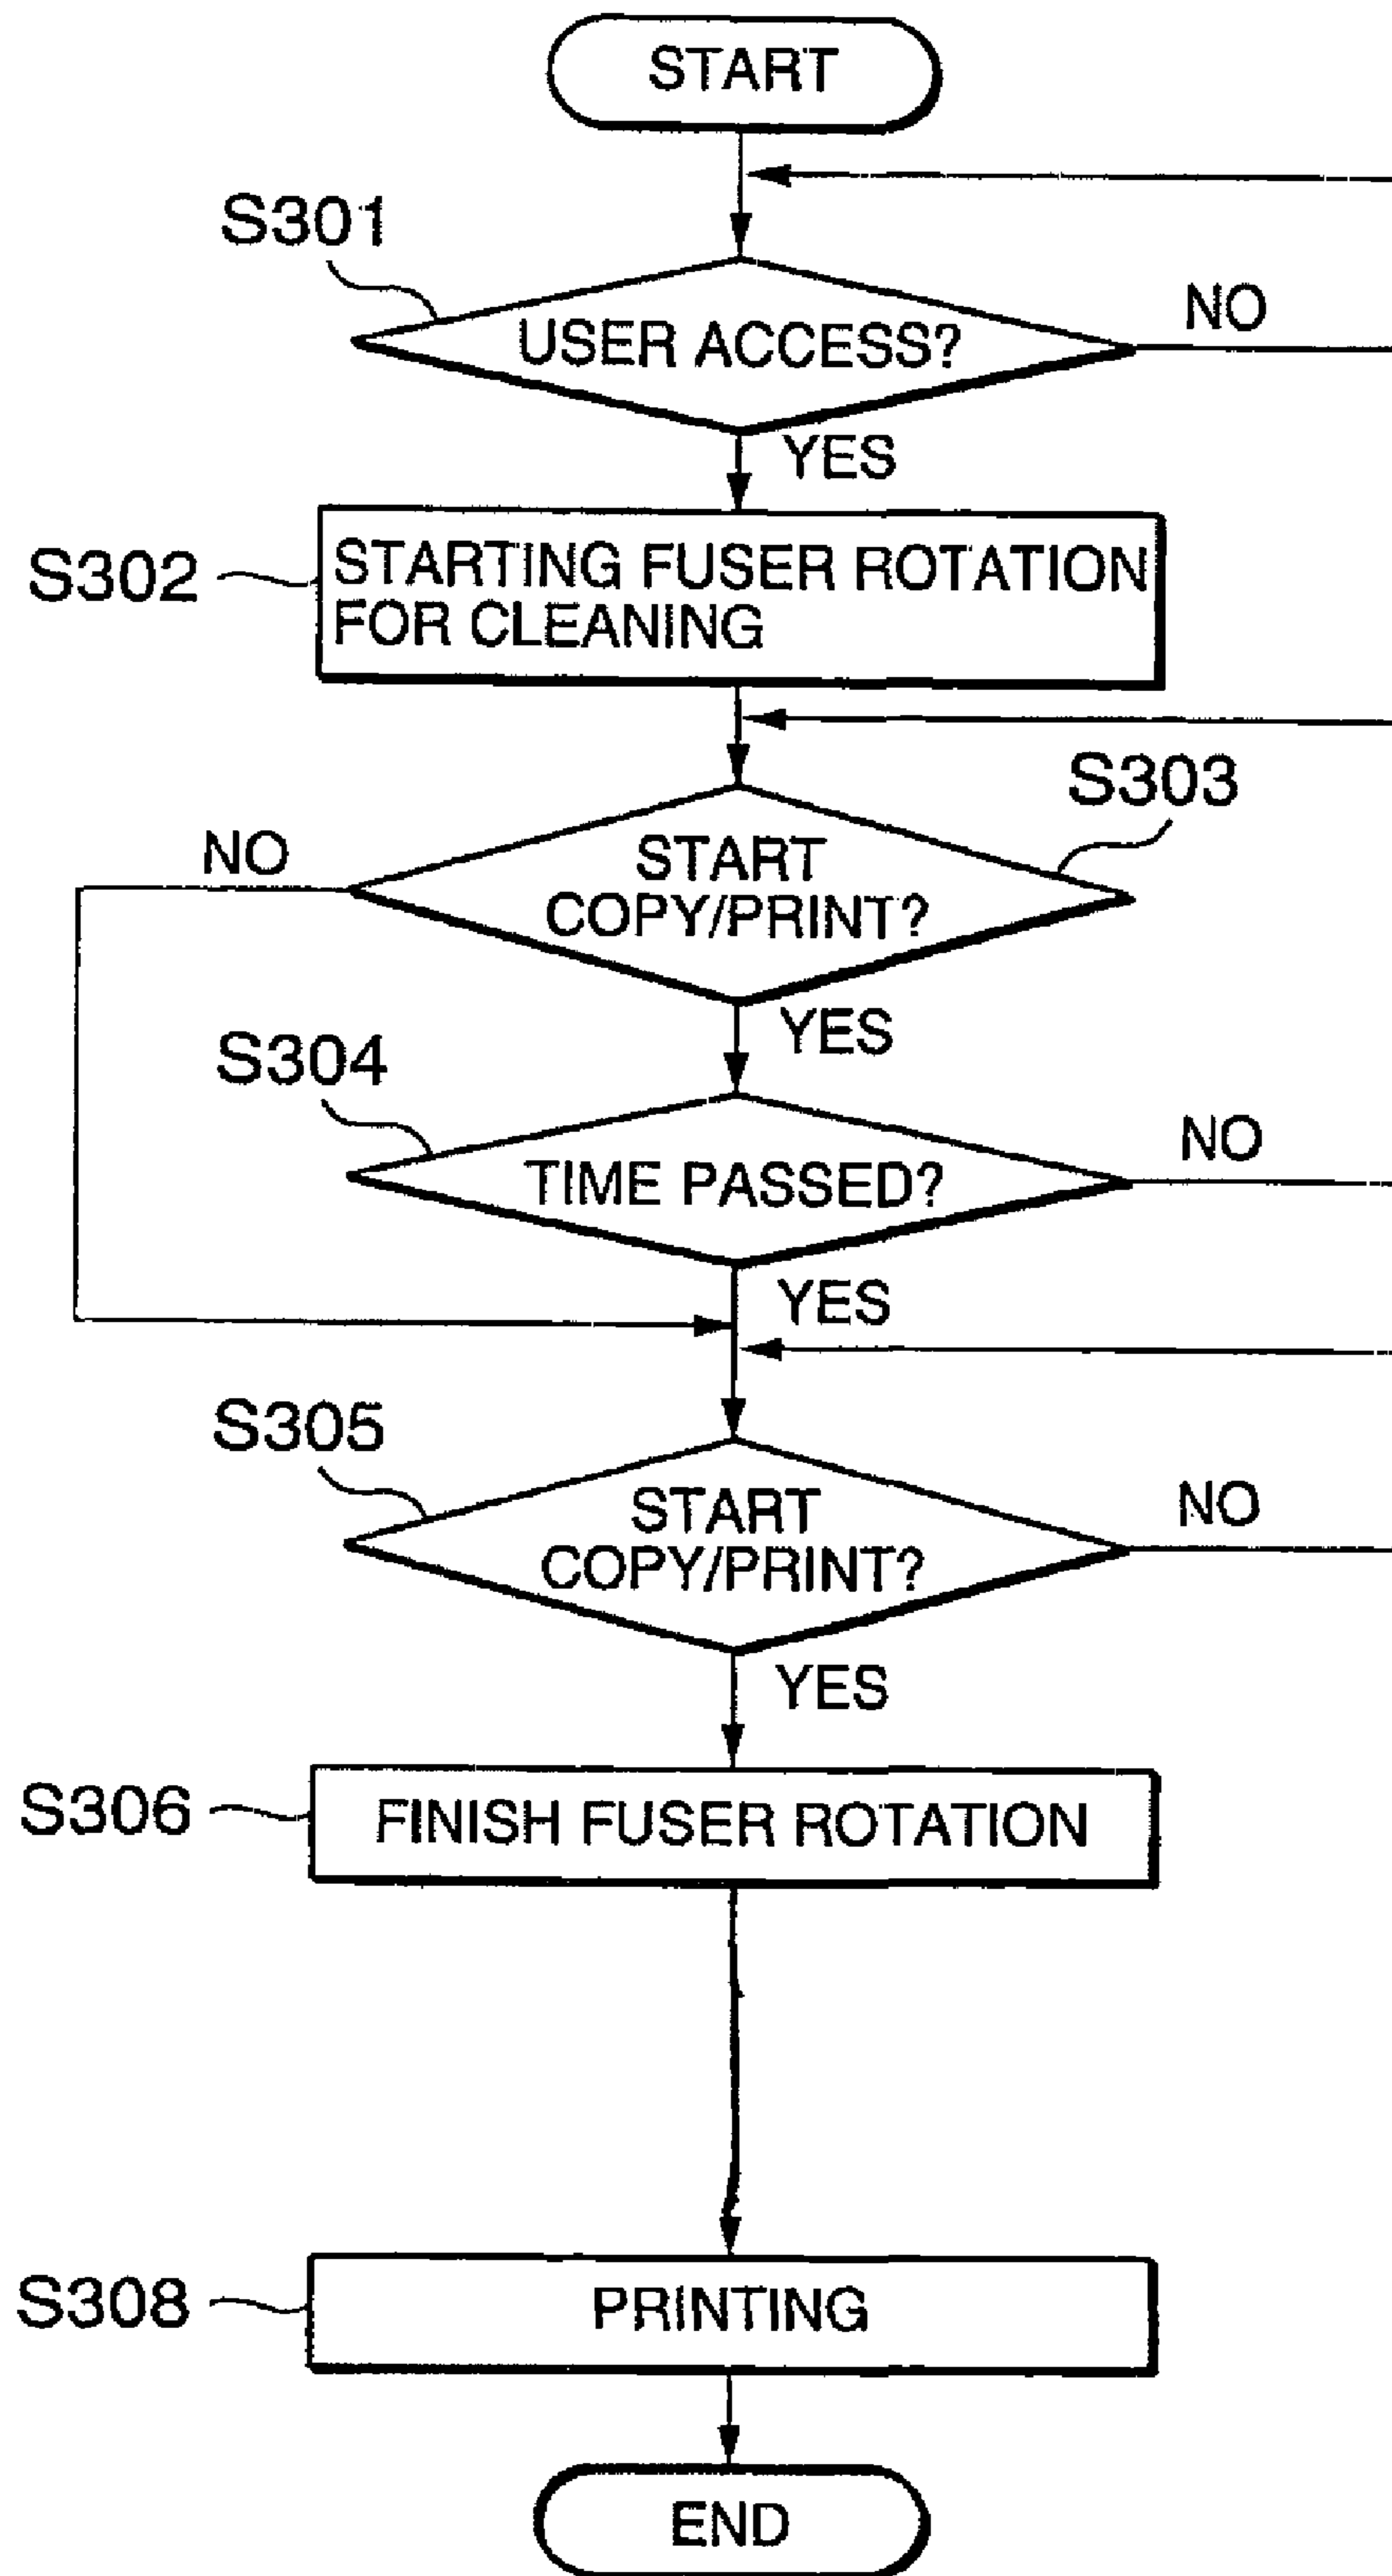 START
S301
USER ACCESS?
NO
YES
S302
STARTING FUSER ROTATION
FOR CLEANING
S303
NO
START
COPY/PRINT?
YES
S304
TIME PASSED?
NO
YES
S305
START
COPY/PRINT?
NO
YES
S306
FINISH FUSER ROTATION
S308
PRINTING
END